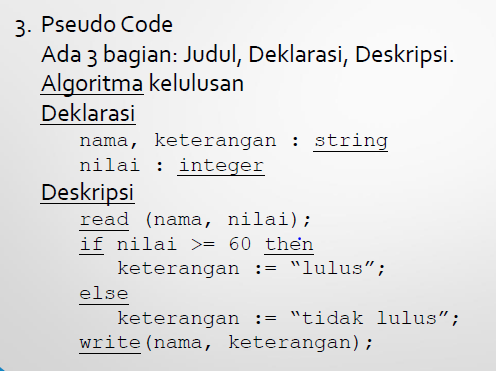 3. Pseudo Code
Ada 3 bagian: Judul, Deklarasi, Deskripsi.
Algoritma kelulusan
Deklarasi
nama, keterangan : string
nilai : integer
Deskripsi
read (nama, nilai);
if nilai >= 60 then
keterangan := “lulus”;
else
keterangan := “tidak lulus”;
write(nama, keterangan);